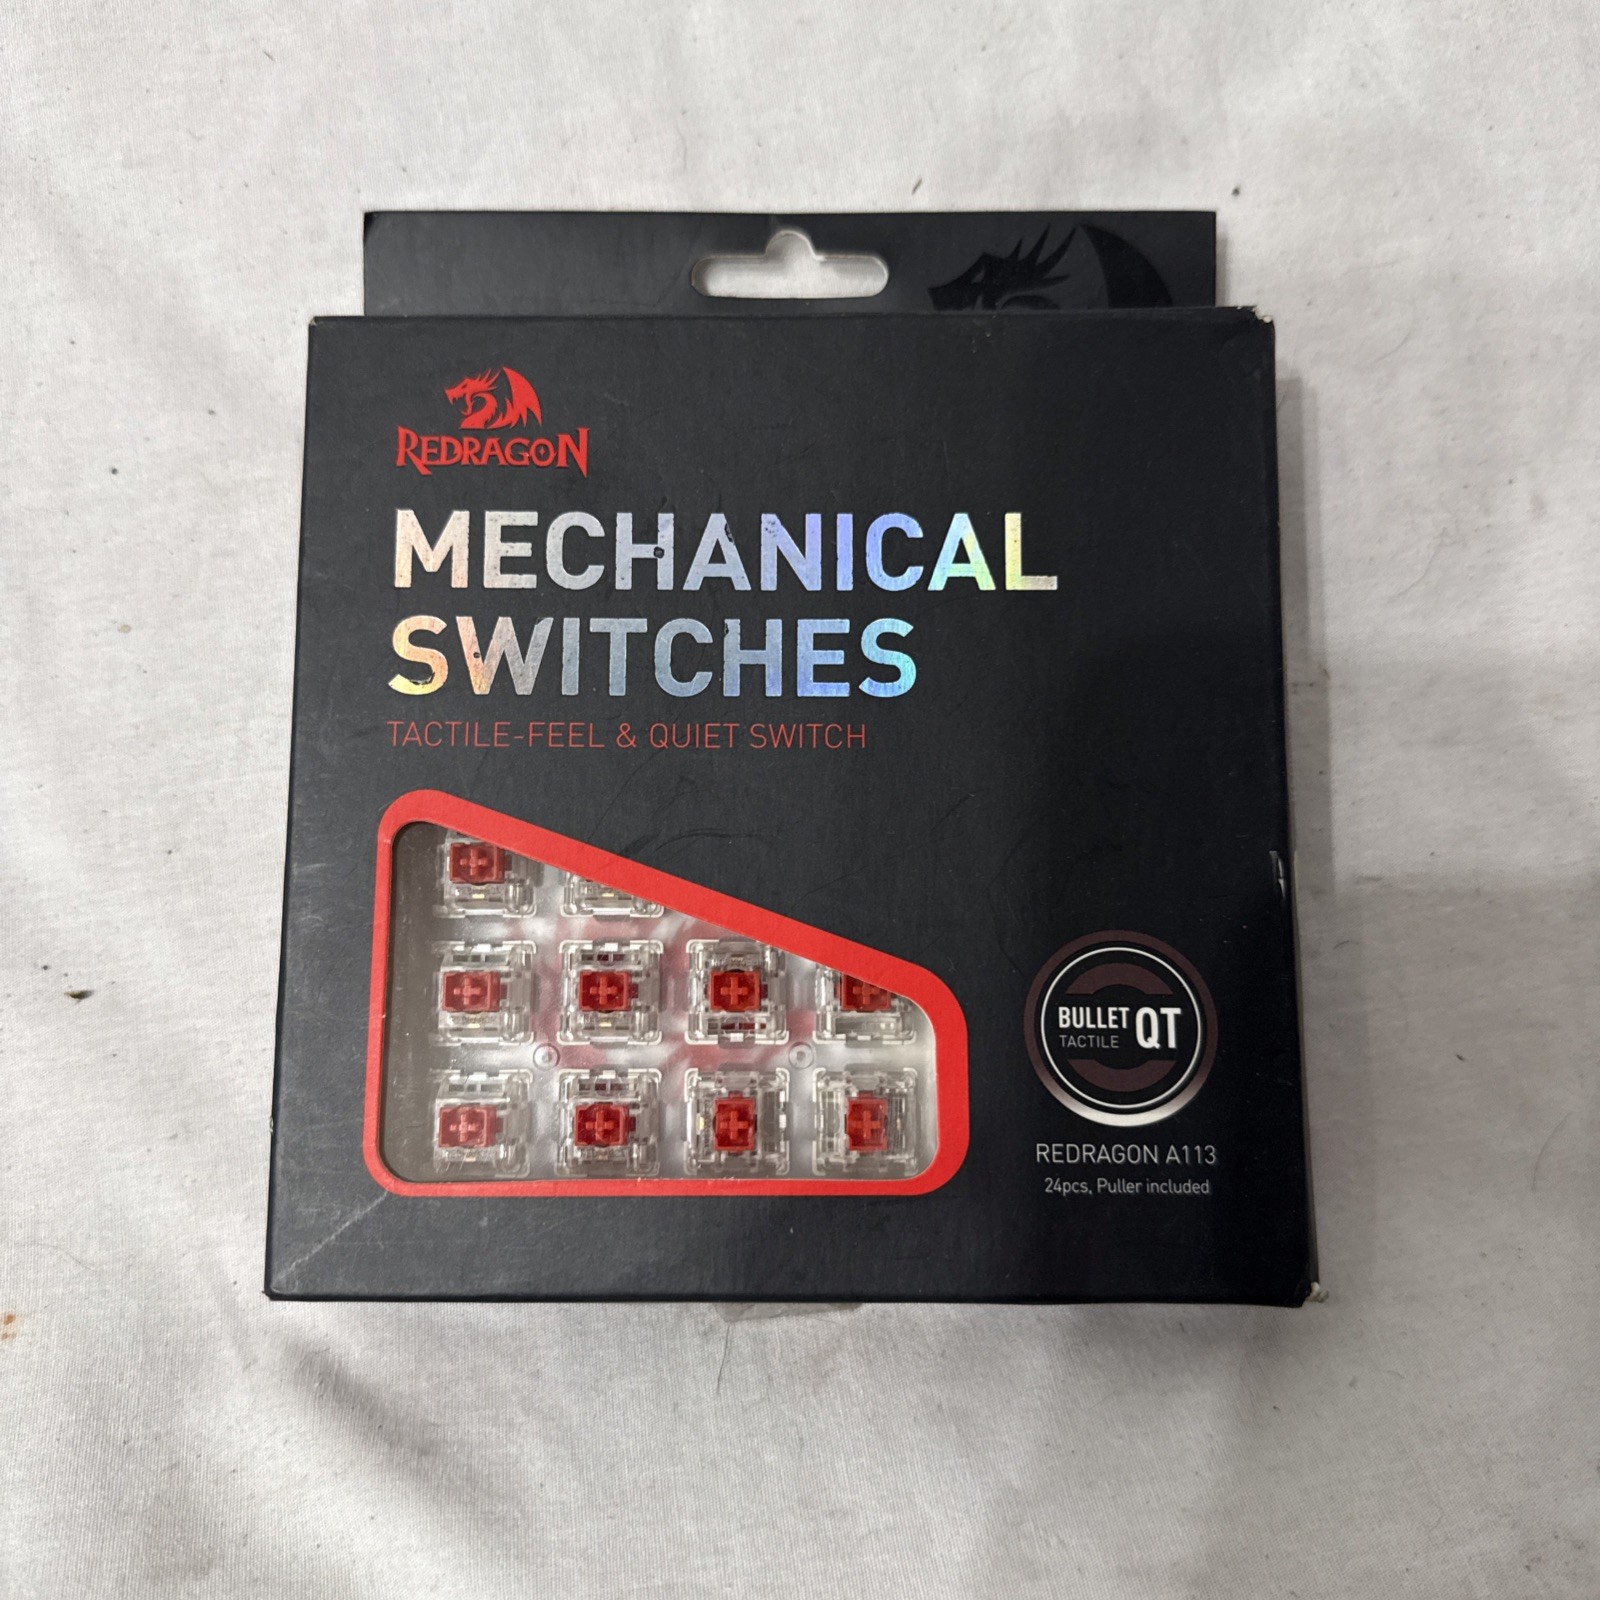 REDRAGON
MECHANICAL
SWITCHES
TACTILE-FEEL & QUIET SWITCH
BULLET QT
TACTILE
REDRAGON A113
24pcs, Puller included